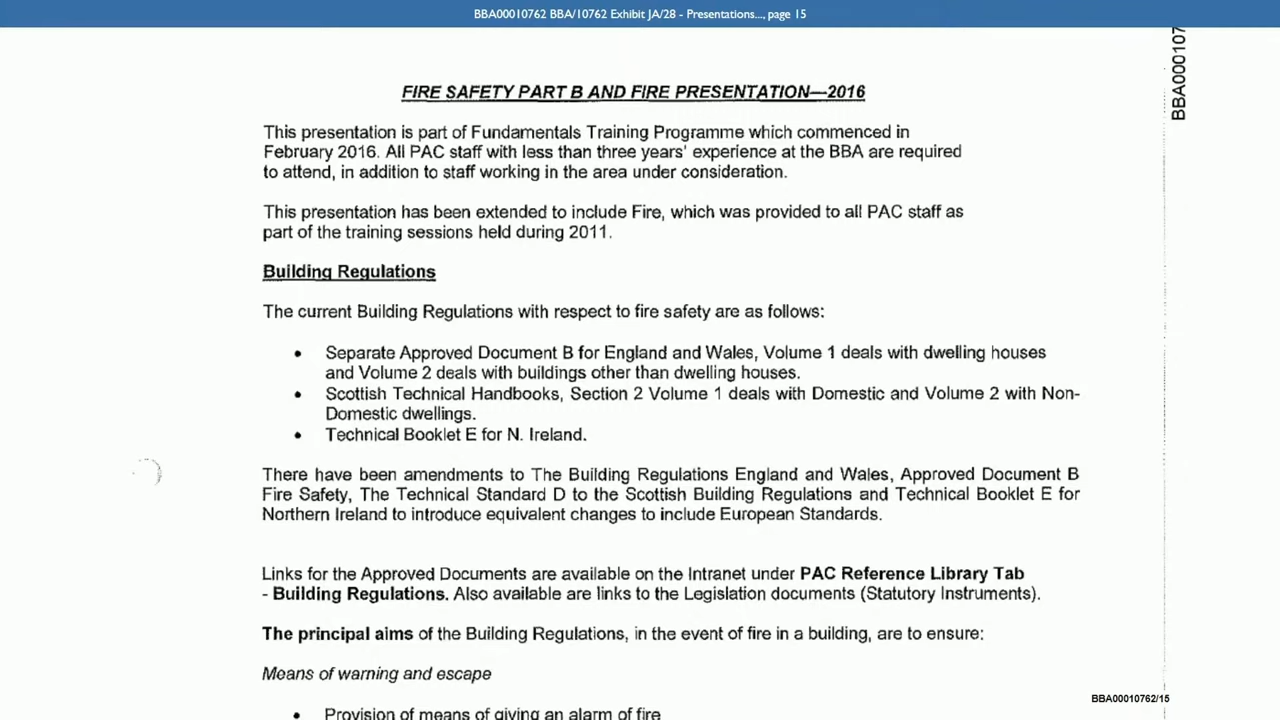 BBA00010762 BBA/10762 Exhibit JA/28 - Presentations..., page 15
BBA000107
FIRE SAFETY PART B AND FIRE PRESENTATION—2016
This presentation is part of Fundamentals Training Programme which commenced in
February 2016. All PAC staff with less than three years' experience at the BBA are required
to attend, in addition to staff working in the area under consideration.
This presentation has been extended to include Fire, which was provided to all PAC staff as
part of the training sessions held during 2011.
Building Regulations
The current Building Regulations with respect to fire safety are as follows:
• Separate Approved Document B for England and Wales, Volume 1 deals with dwelling houses
and Volume 2 deals with buildings other than dwelling houses.
• Scottish Technical Handbooks, Section 2 Volume 1 deals with Domestic and Volume 2 with Non-
Domestic dwellings.
• Technical Booklet E for N. Ireland.
There have been amendments to The Building Regulations England and Wales, Approved Document B
Fire Safety, The Technical Standard D to the Scottish Building Regulations and Technical Booklet E for
Northern Ireland to introduce equivalent changes to include European Standards.
Links for the Approved Documents are available on the Intranet under PAC Reference Library Tab
- Building Regulations. Also available are links to the Legislation documents (Statutory Instruments).
The principal aims of the Building Regulations, in the event of fire in a building, are to ensure:
Means of warning and escape
• Provision of means of giving an alarm of fire
BBA00010762/15